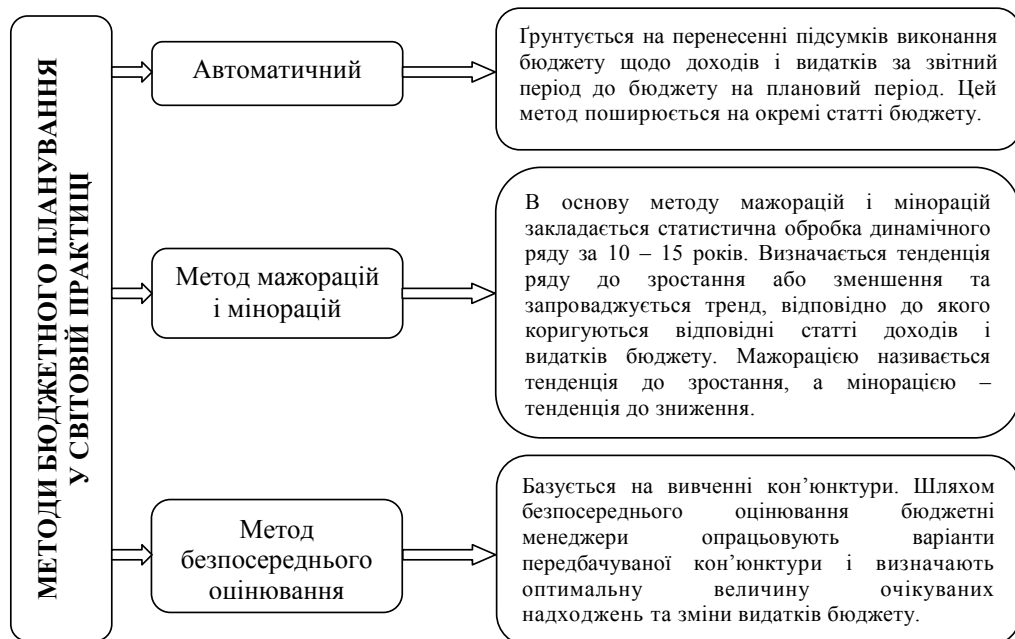 МЕТОДИ БЮДЖЕТНОГО ПЛАНУВАННЯ
У СВІТОВІЙ ПРАКТИЦІ
Автоматичний
Ґрунтується на перенесенні підсумків виконання
бюджету щодо доходів і видатків за звітний
період до бюджету на плановий період. Цей
метод поширюється на окремі статті бюджету.
Метод мажорацій
і мінорацій
В основу методу мажорацій і мінорацій
закладається статистична обробка динамічного
ряду за 10 – 15 років. Визначається тенденція
ряду до зростання або зменшення та
запроваджується тренд, відповідно до якого
коригуються відповідні статті доходів і
видатків бюджету. Мажорацією називається
тенденція до зростання, а мінорацією –
тенденція до зниження.
Метод
безпосереднього
оцінювання
Базується на вивченні кон’юнктури. Шляхом
безпосереднього оцінювання бюджетні
менеджери опрацьовують варіанти
передбачуваної кон’юнктури і визначають
оптимальну величину очікуваних
надходжень та зміни видатків бюджету.